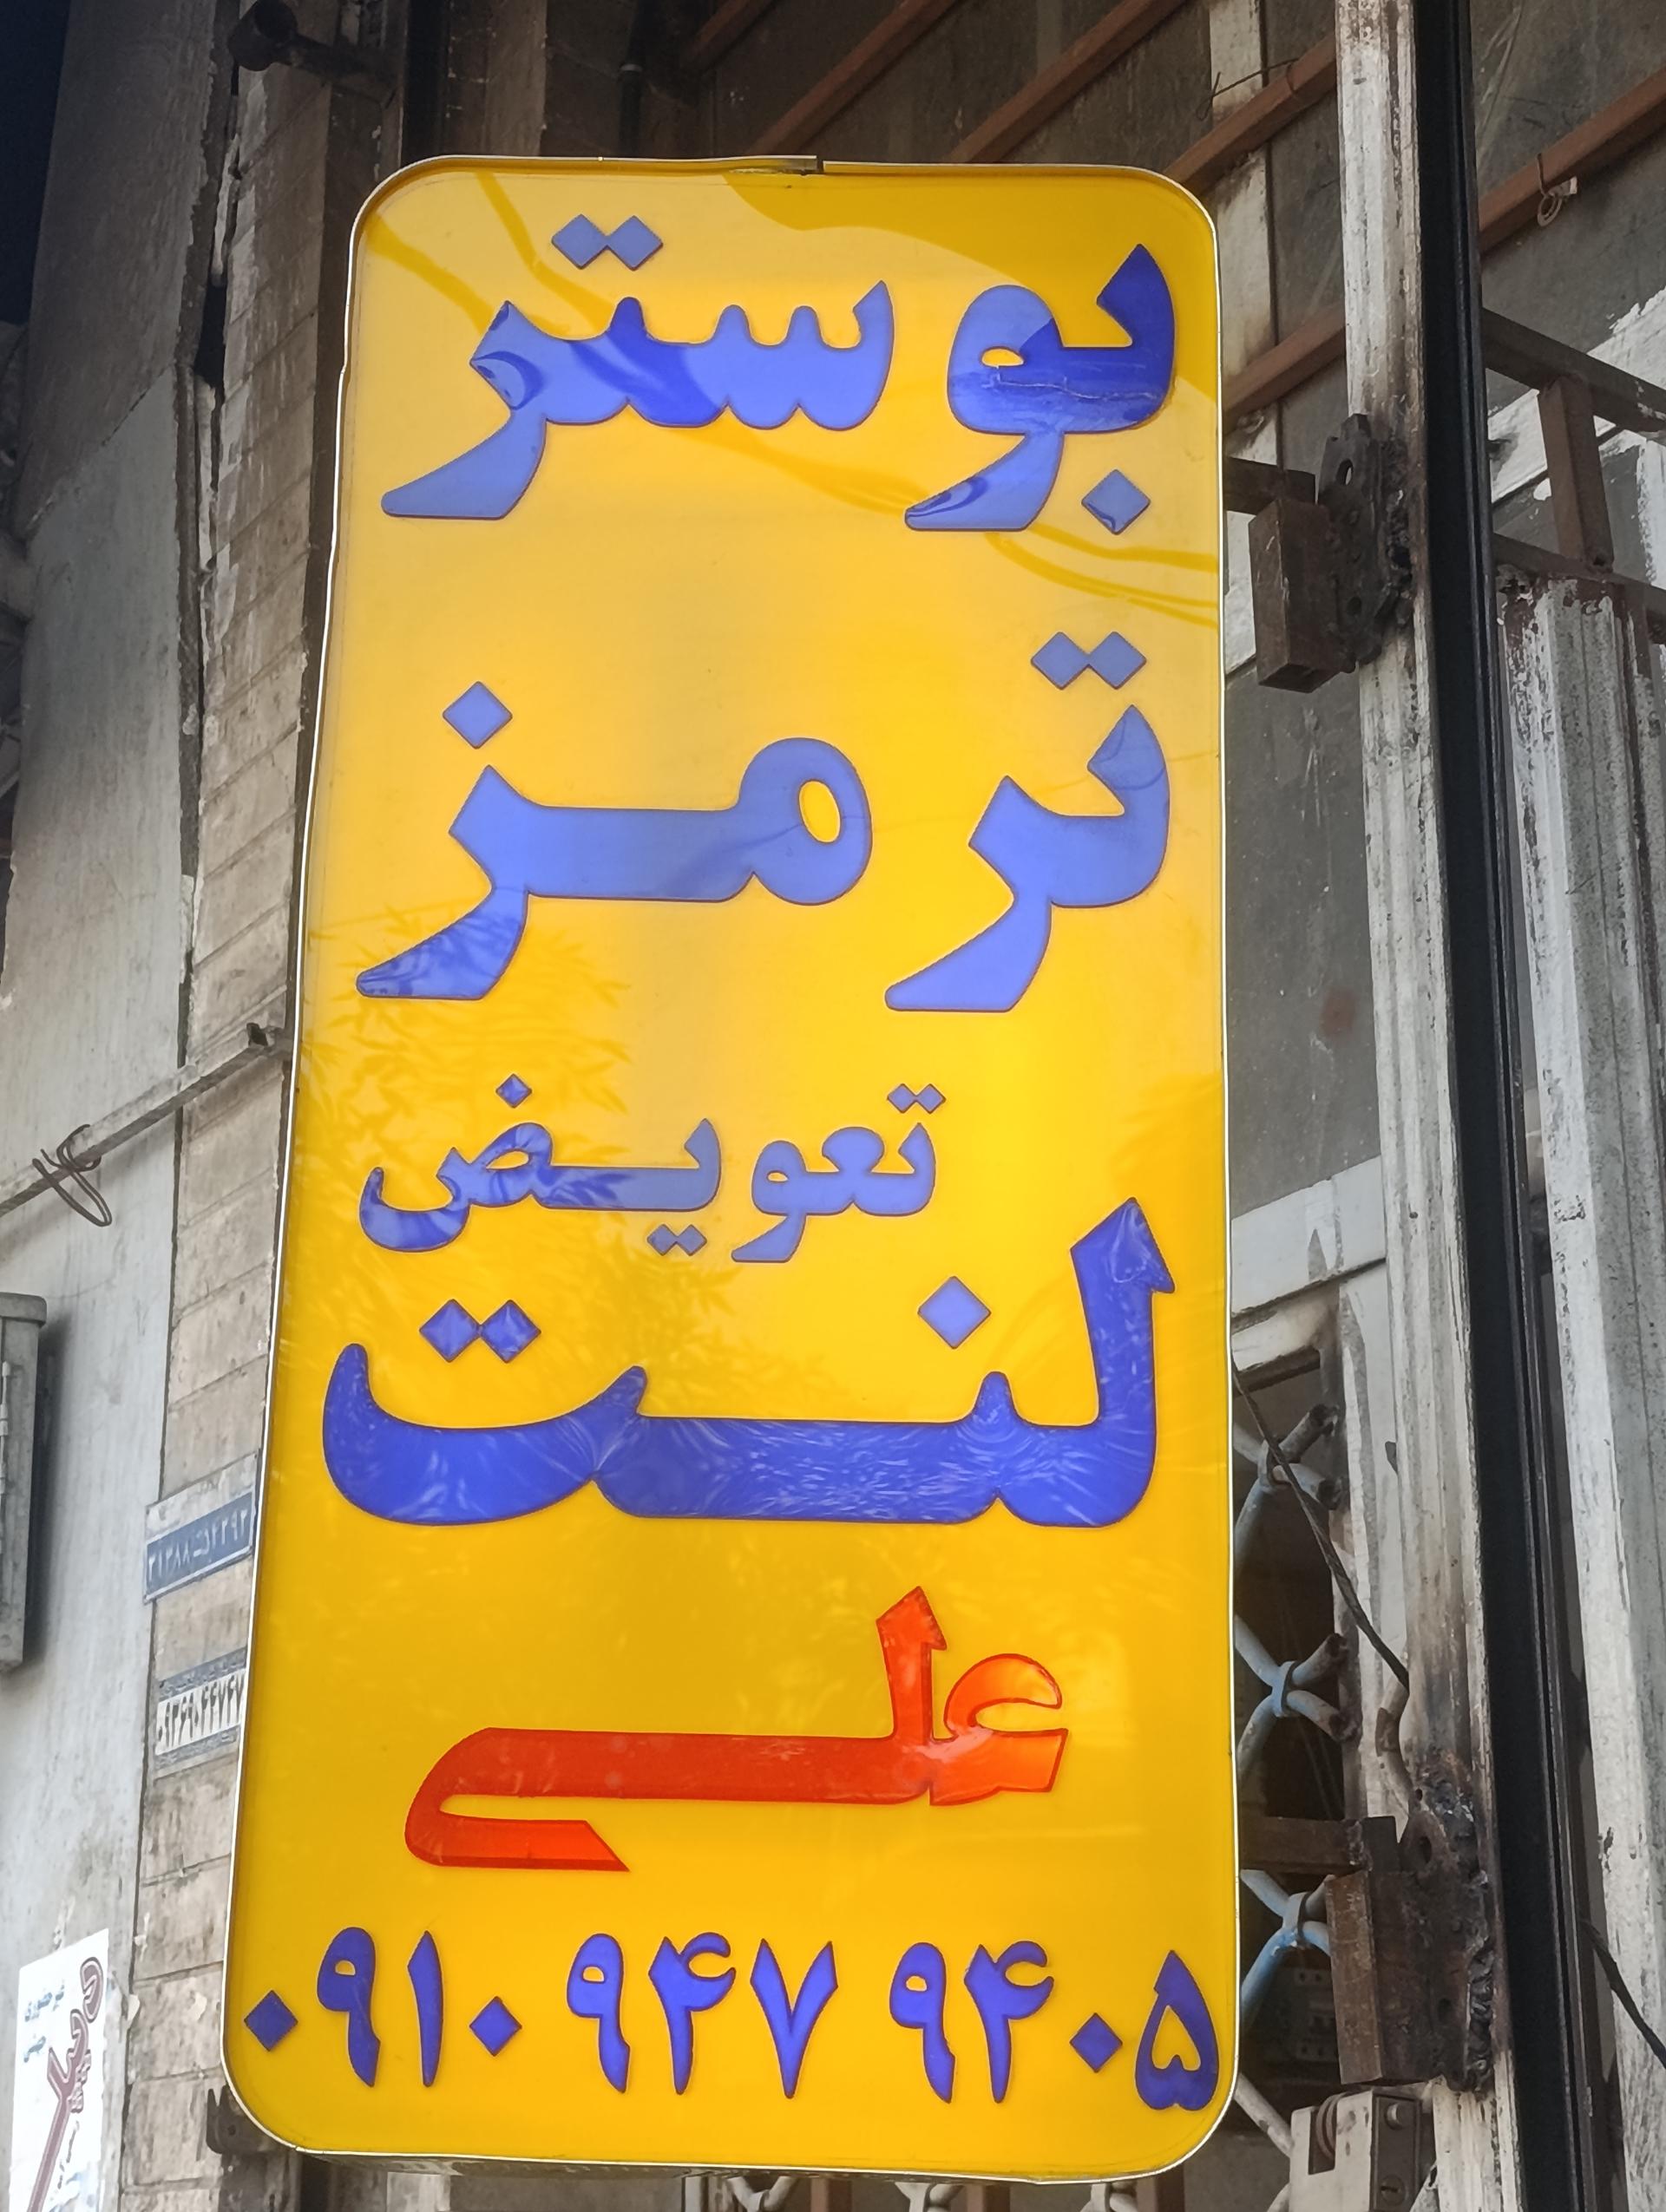 بوستر
ترمز
تعویض
لنت
علی
۰۹۱۰ ۹۴۷ ۹۴۰۵